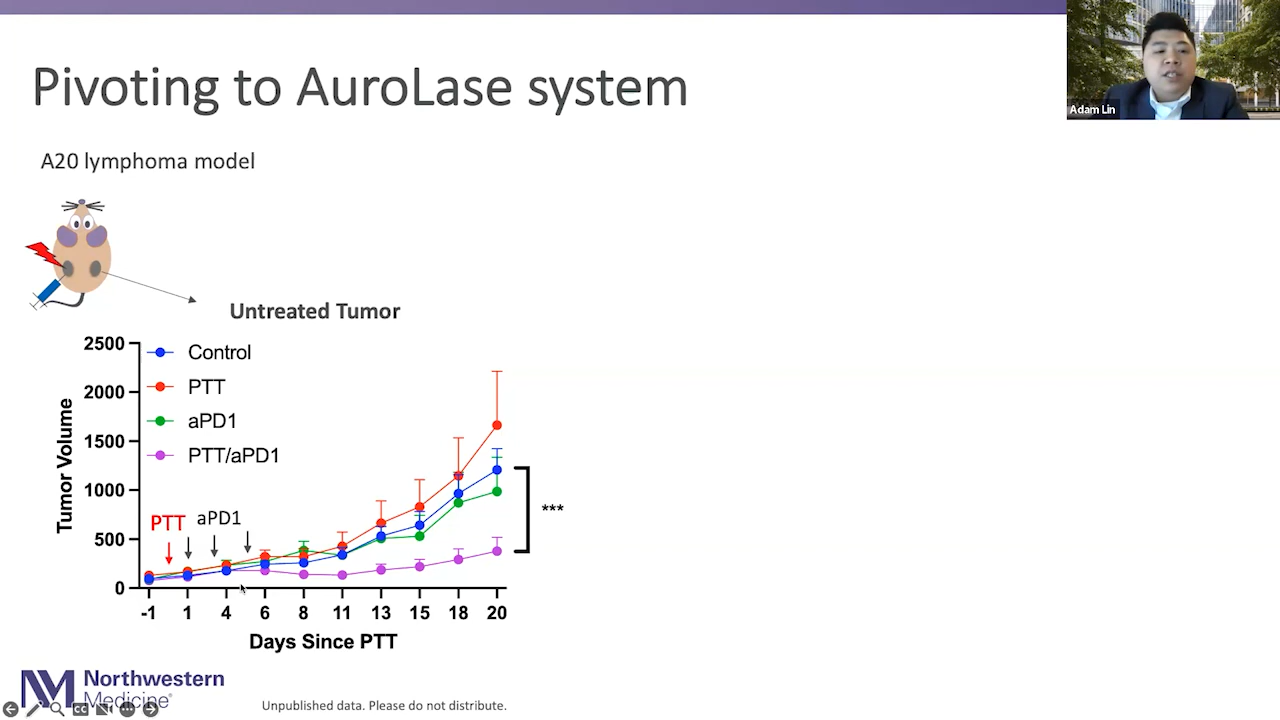 Pivoting to AuroLase system
Adam Lin
A20 lymphoma model
Untreated Tumor
2500
2000
1500
1000
500
0
Tumor Volume
Control
PTT
aPD1
PTT/aPD1
PTT
aPD1
***
-1 1 4 6 8 11 13 15 18 20
Days Since PTT
Northwestern
Medicine®
Unpublished data. Please do not distribute.
CC